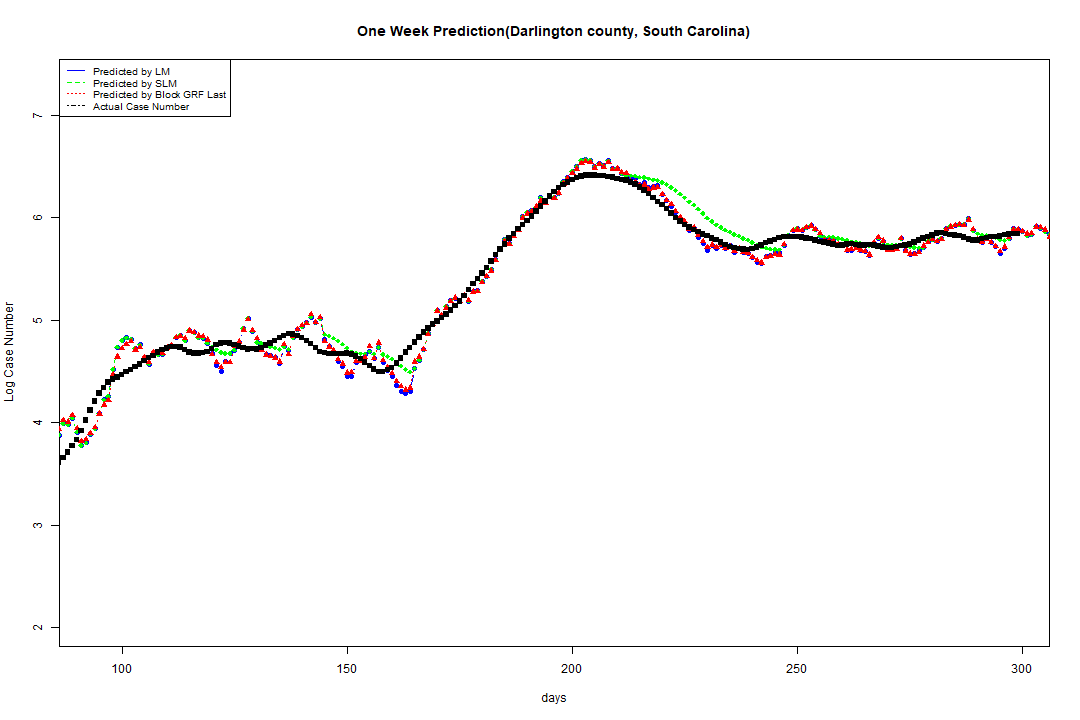 One Week Prediction(Darlington county, South Carolina)
Predicted by LM
Predicted by SLM
Predicted by Block GRF Last
Actual Case Number
7
6
5
4
3
2
Log Case Number
100 150 200 250 300
days